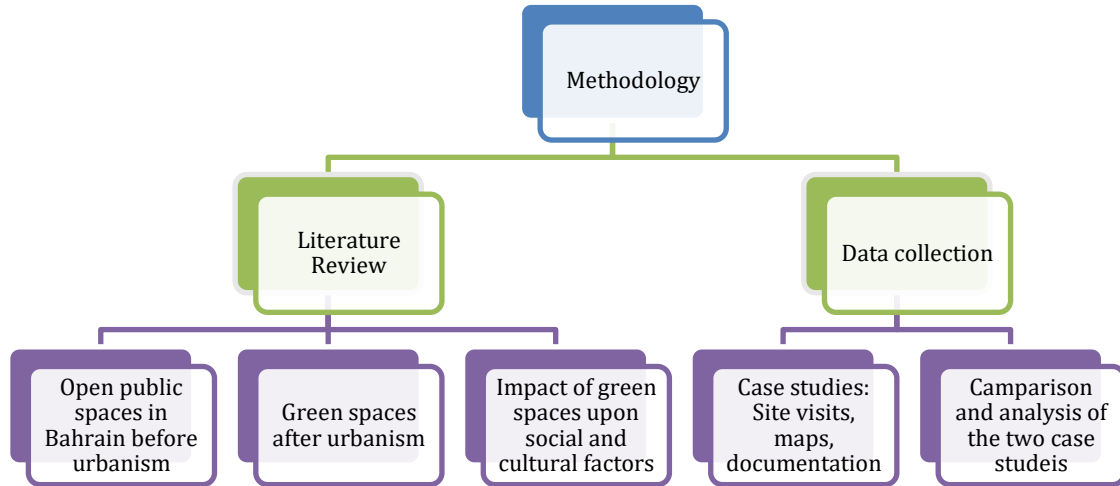 Methodology
Literature
Review
Data collection
Open public
spaces in
Bahrain before
urbanism
Green spaces
after urbanism
Impact of green
spaces upon
social and
cultural factors
Case studies:
Site visits,
maps,
documentation
Camparison
and analysis of
the two case
studeis